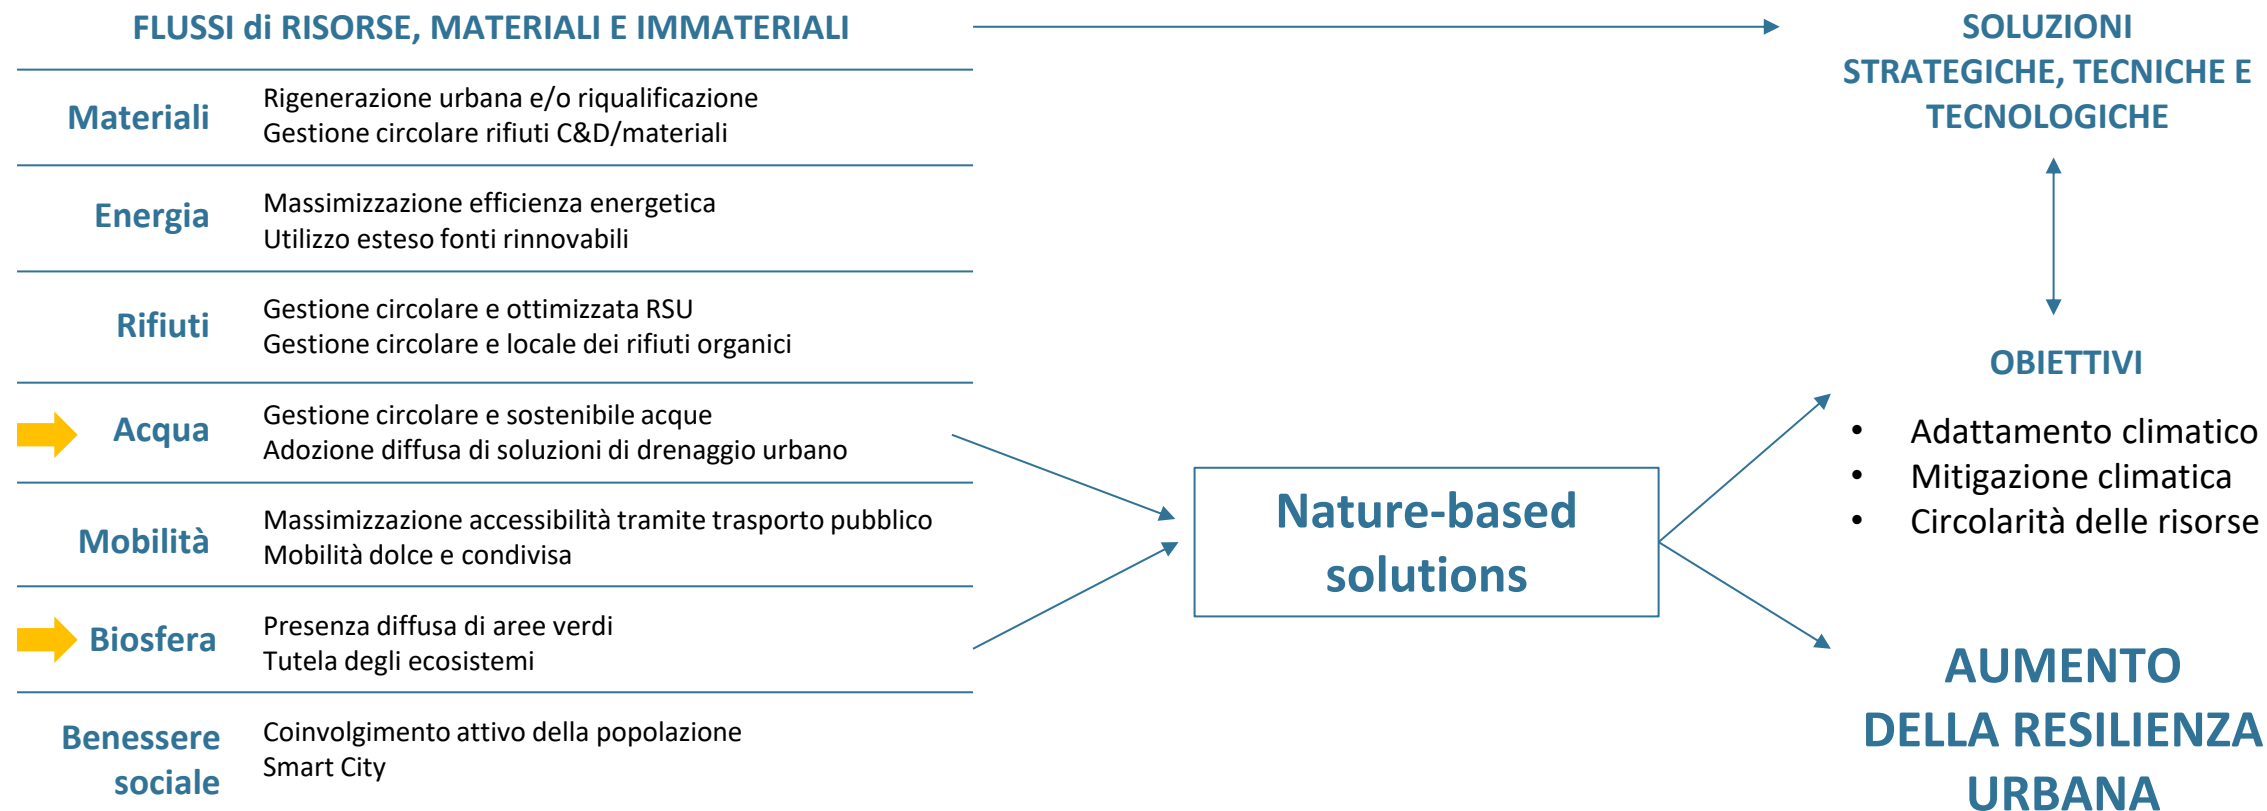 FLUSSI di RISORSE, MATERIALI E IMMATERIALI
Materiali
Rigenerazione urbana e/o riqualificazione
Gestione circolare rifiuti C&D/materiali
Energia
Massimizzazione efficienza energetica
Utilizzo esteso fonti rinnovabili
Rifiuti
Gestione circolare e ottimizzata RSU
Gestione circolare e locale dei rifiuti organici
Acqua
Gestione circolare e sostenibile acque
Adozione diffusa di soluzioni di drenaggio urbano
Mobilità
Massimizzazione accessibilità tramite trasporto pubblico
Mobilità dolce e condivisa
Biosfera
Presenza diffusa di aree verdi
Tutela degli ecosistemi
Benessere
sociale
Coinvolgimento attivo della popolazione
Smart City
Nature-based
solutions
SOLUZIONI
STRATEGICHE, TECNICHE E
TECNOLOGICHE
OBIETTIVI
• Adattamento climatico
• Mitigazione climatica
• Circolarità delle risorse
AUMENTO
DELLA RESILIENZA
URBANA